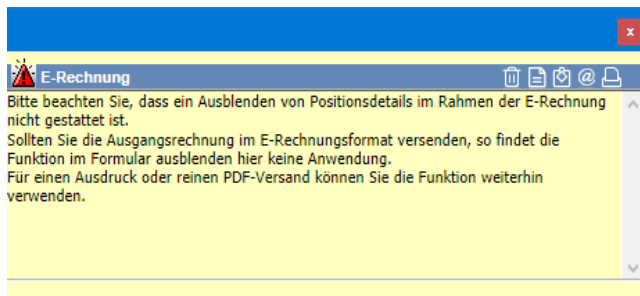 x
E-Rechnung
@
Bitte beachten Sie, dass ein Ausblenden von Positionsdetails im Rahmen der E-Rechnung
nicht gestattet ist.
Sollten Sie die Ausgangsrechnung im E-Rechnungsformat versenden, so findet die
Funktion im Formular ausblenden hier keine Anwendung.
Für einen Ausdruck oder reinen PDF-Versand können Sie die Funktion weiterhin
verwenden.